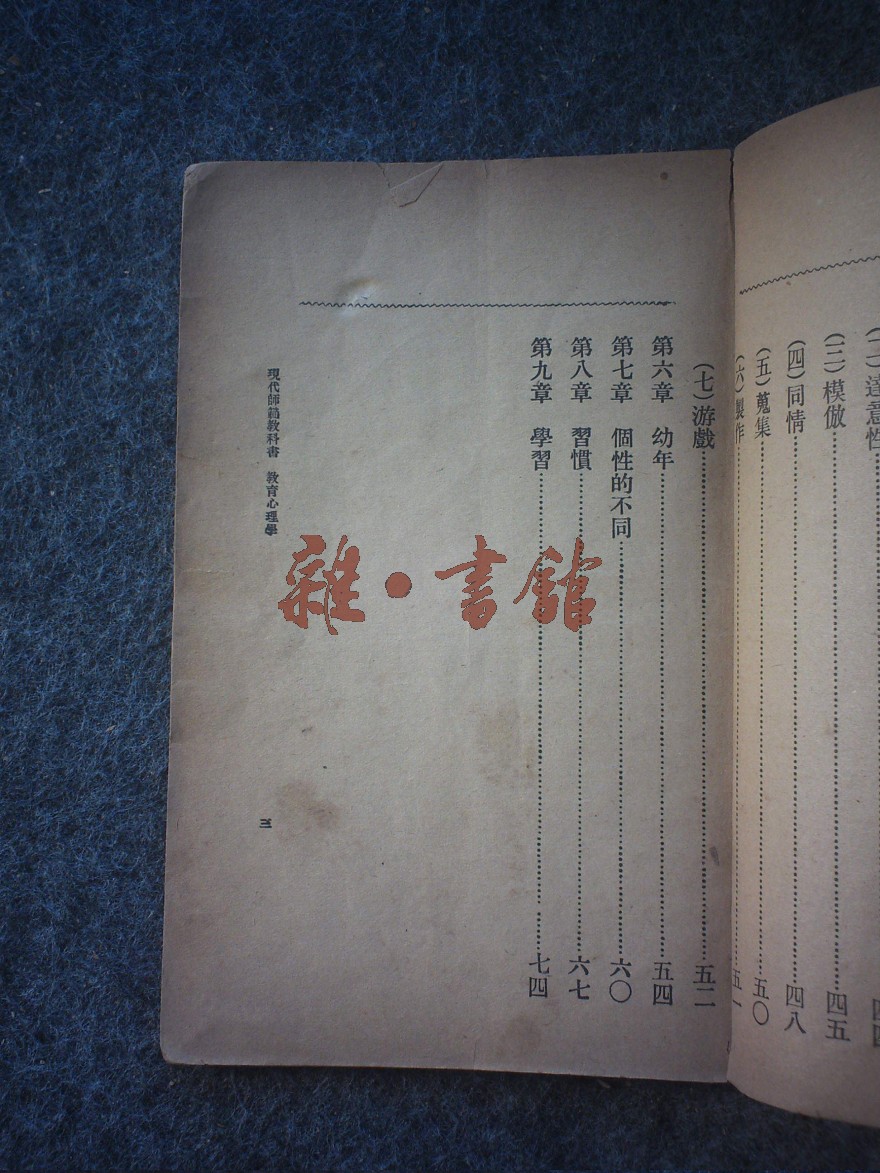 達意性
(三)模倣……四五
(四)同情……四八
(五)蒐集……五〇
(六)製作……五一
(七)游戲……五二
第六章 幼年……五四
第七章 個性的不同……六〇
第八章 習慣……六七
第九章 學習……七四
現代師範教科書 教育心理學
三
雜•書館